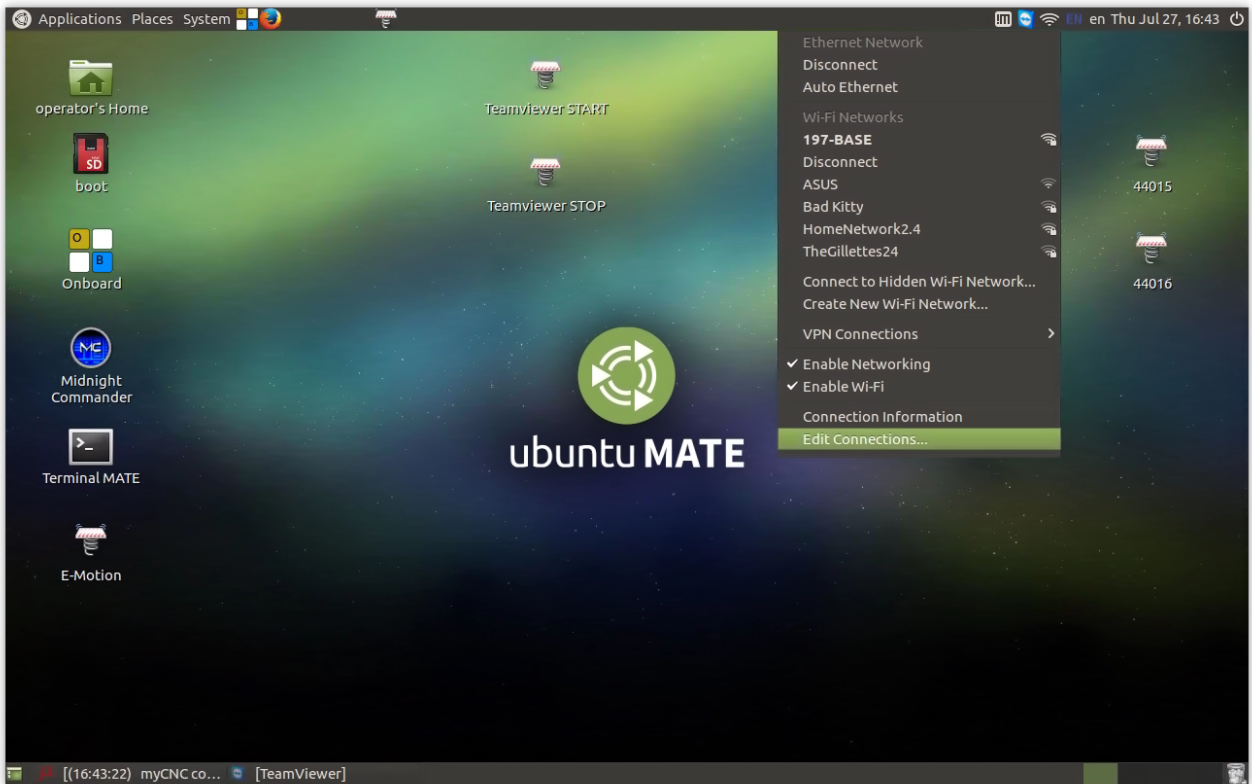 Applications Places System
EN en Thu Jul 27, 16:43
operator's Home
SD
boot
O
B
Onboard
MC
Midnight
Commander
>_
Terminal MATE
E-Motion
Teamviewer START
Teamviewer STOP
ubuntu MATE
Ethernet Network
Disconnect
Auto Ethernet
Wi-Fi Networks
197-BASE
Disconnect
ASUS
Bad Kitty
HomeNetwork2.4
TheGillettes24
Connect to Hidden Wi-Fi Network...
Create New Wi-Fi Network...
VPN Connections
Enable Networking
Enable Wi-Fi
Connection Information
Edit Connections...
44015
44016
[(16:43:22) myCNC co... [TeamViewer]